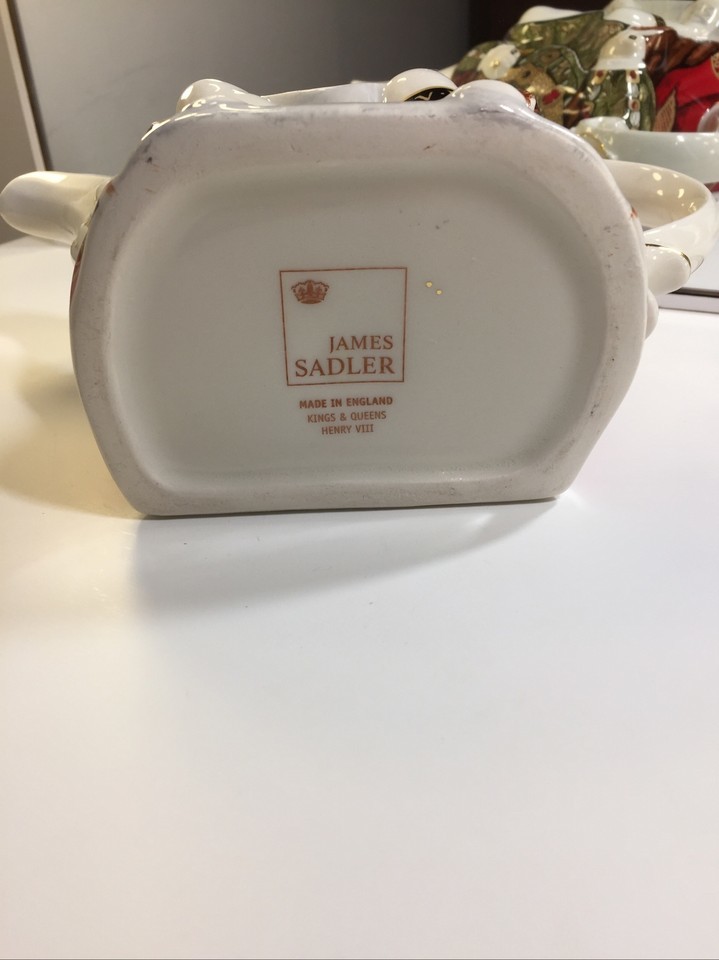 JAMES
SADLER
MADE IN ENGLAND
KINGS & QUEENS
HENRY VIII